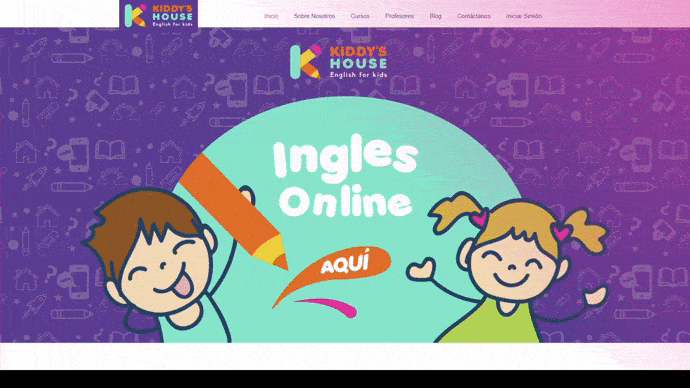 KIDDY'S
HOUSE
English for kids
Inicio Sobre Nosotros Cursos Profesores Blog Contáctanos Iniciar Sesión
KIDDY'S
HOUSE
English for kids
Ingles
Online
AQUÍ